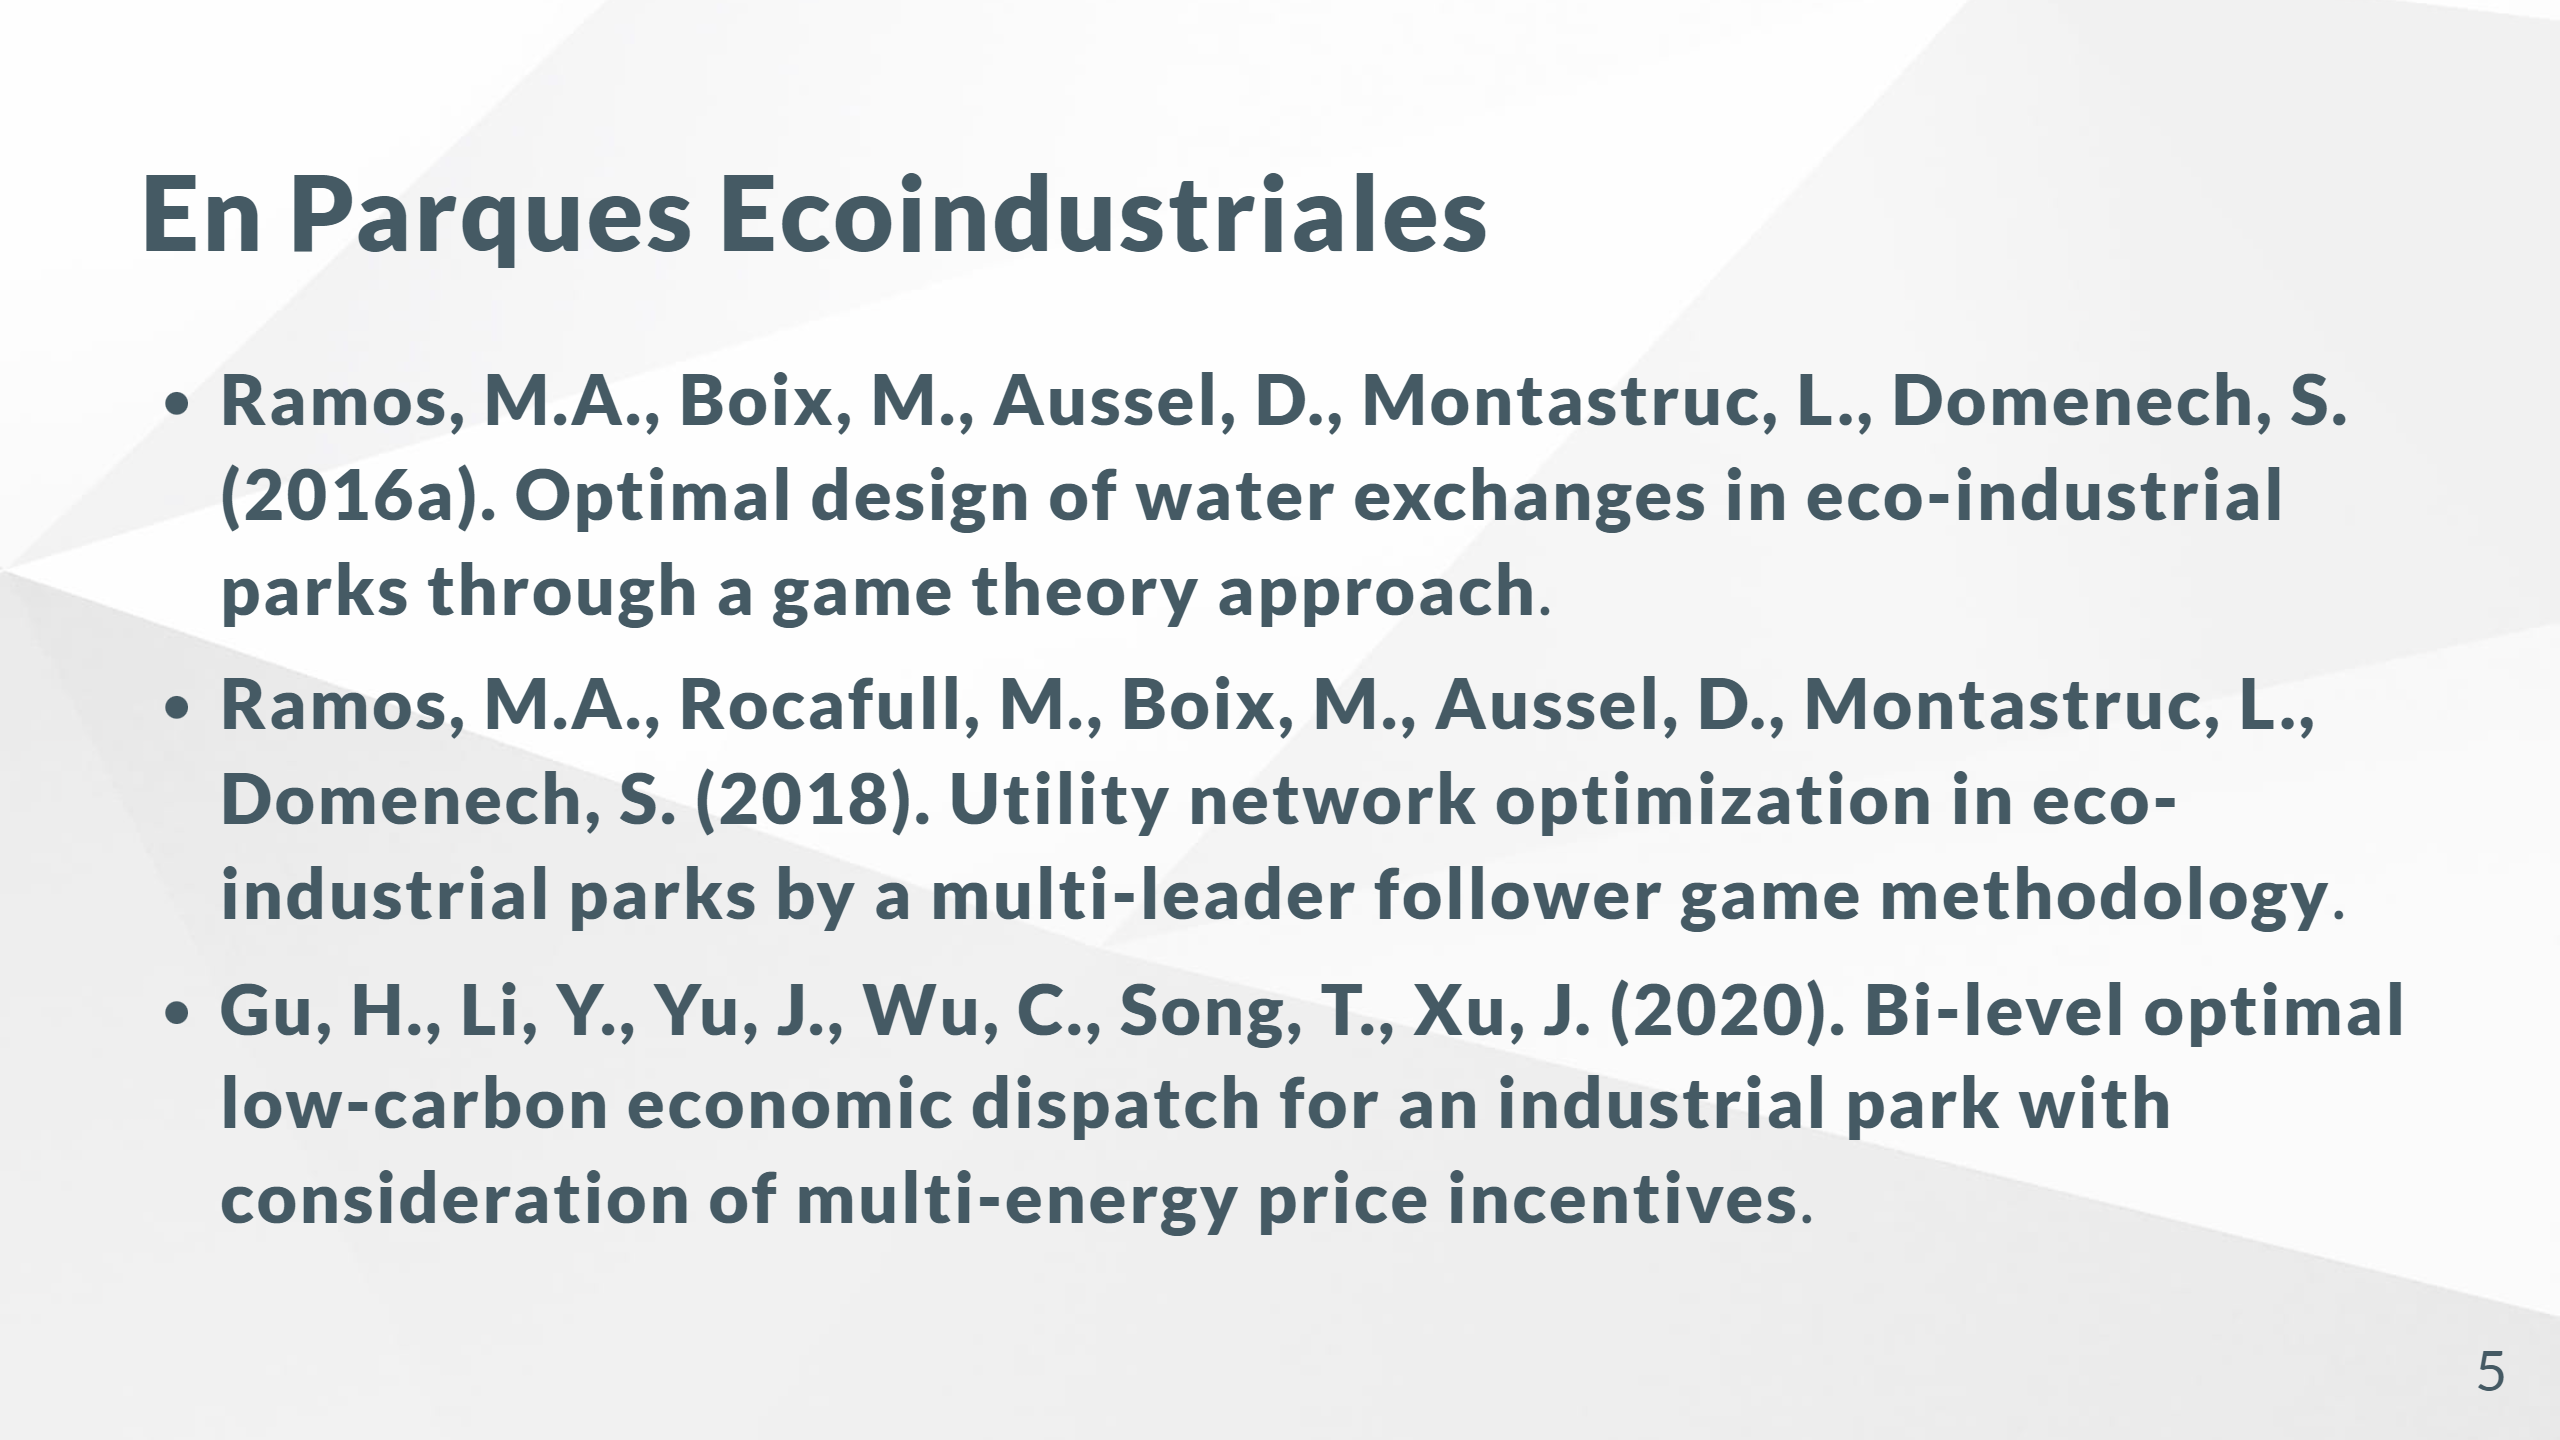 En Parques Ecoindustriales
• Ramos, M.A., Boix, M., Aussel, D., Montastruc, L., Domenech, S.
(2016a). Optimal design of water exchanges in eco-industrial
parks through a game theory approach.
• Ramos, M.A., Rocafull, M., Boix, M., Aussel, D., Montastruc, L.,
Domenech, S. (2018). Utility network optimization in eco-
industrial parks by a multi-leader follower game methodology.
• Gu, H., Li, Y., Yu, J., Wu, C., Song, T., Xu, J. (2020). Bi-level optimal
low-carbon economic dispatch for an industrial park with
consideration of multi-energy price incentives.
5